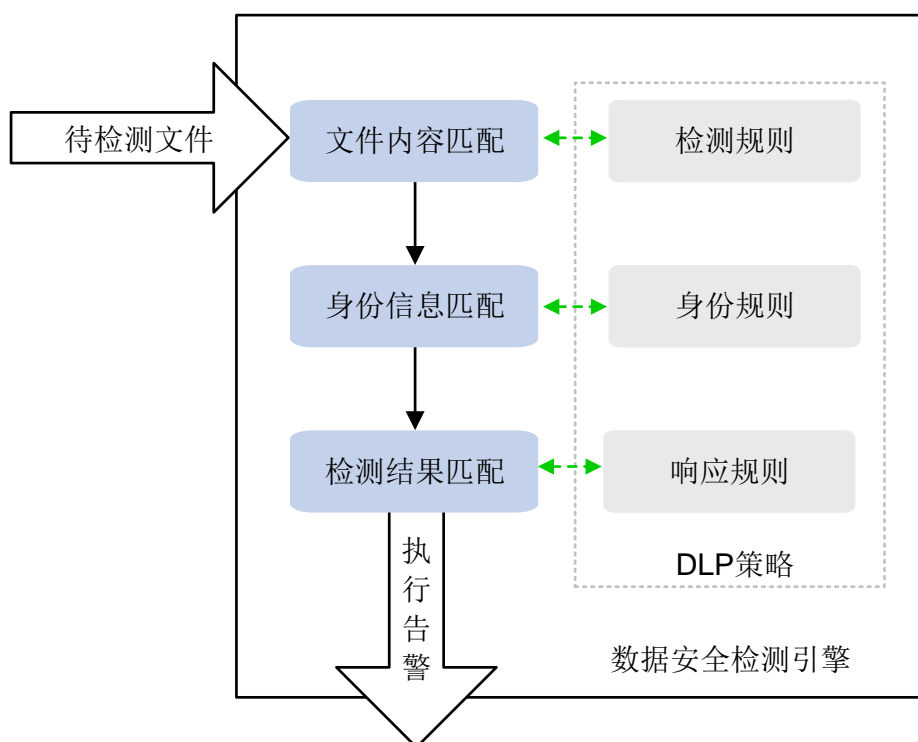 待检测文件
文件内容匹配
检测规则
身份信息匹配
身份规则
检测结果匹配
响应规则
执行告警
DLP策略
数据安全检测引擎